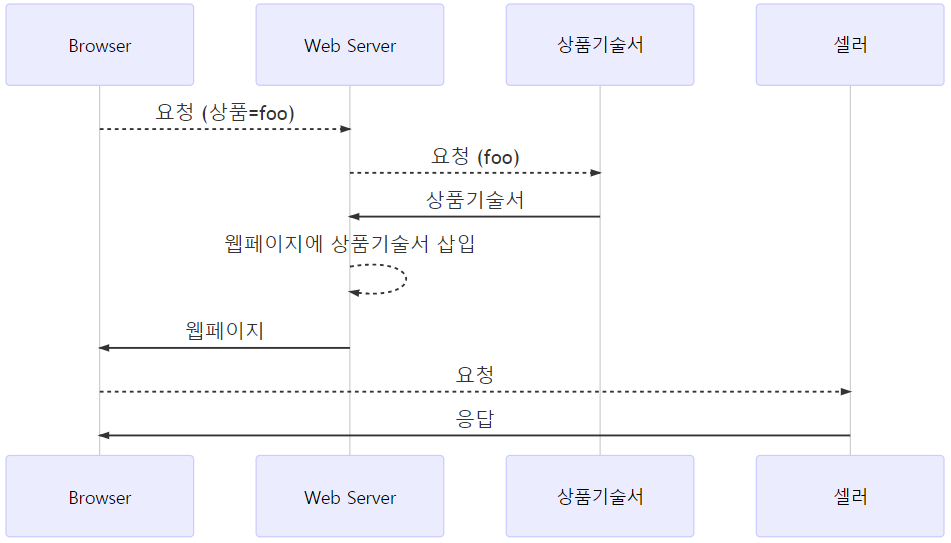 Browser
Web Server
상품기술서
셀러
요청 (상품=foo)
요청 (foo)
상품기술서
웹페이지에 상품기술서 삽입
웹페이지
요청
응답
Browser
Web Server
상품기술서
셀러